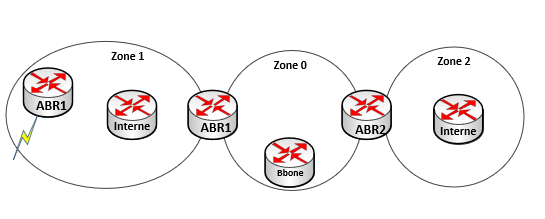 Zone 1
Zone 0
Zone 2
ABR1
Interne
ABR1
ABR2
Interne
Bbone